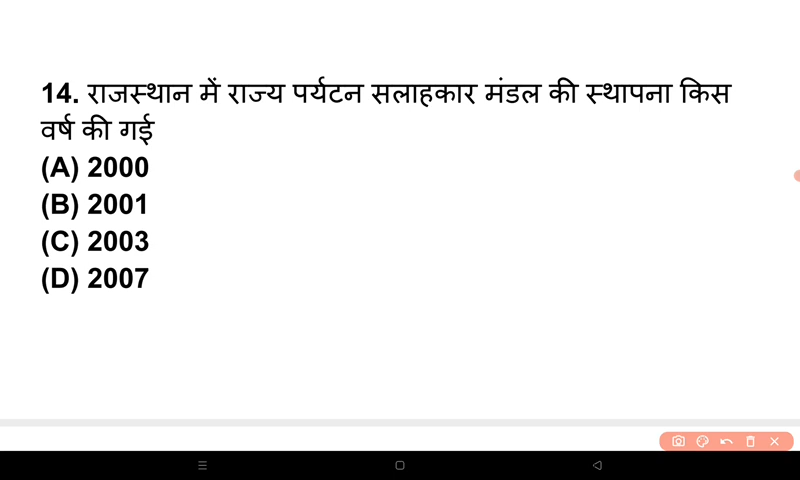 14. राजस्थान में राज्य पर्यटन सलाहकार मंडल की स्थापना किस
वर्ष की गई
(A) 2000
(B) 2001
(C) 2003
(D) 2007